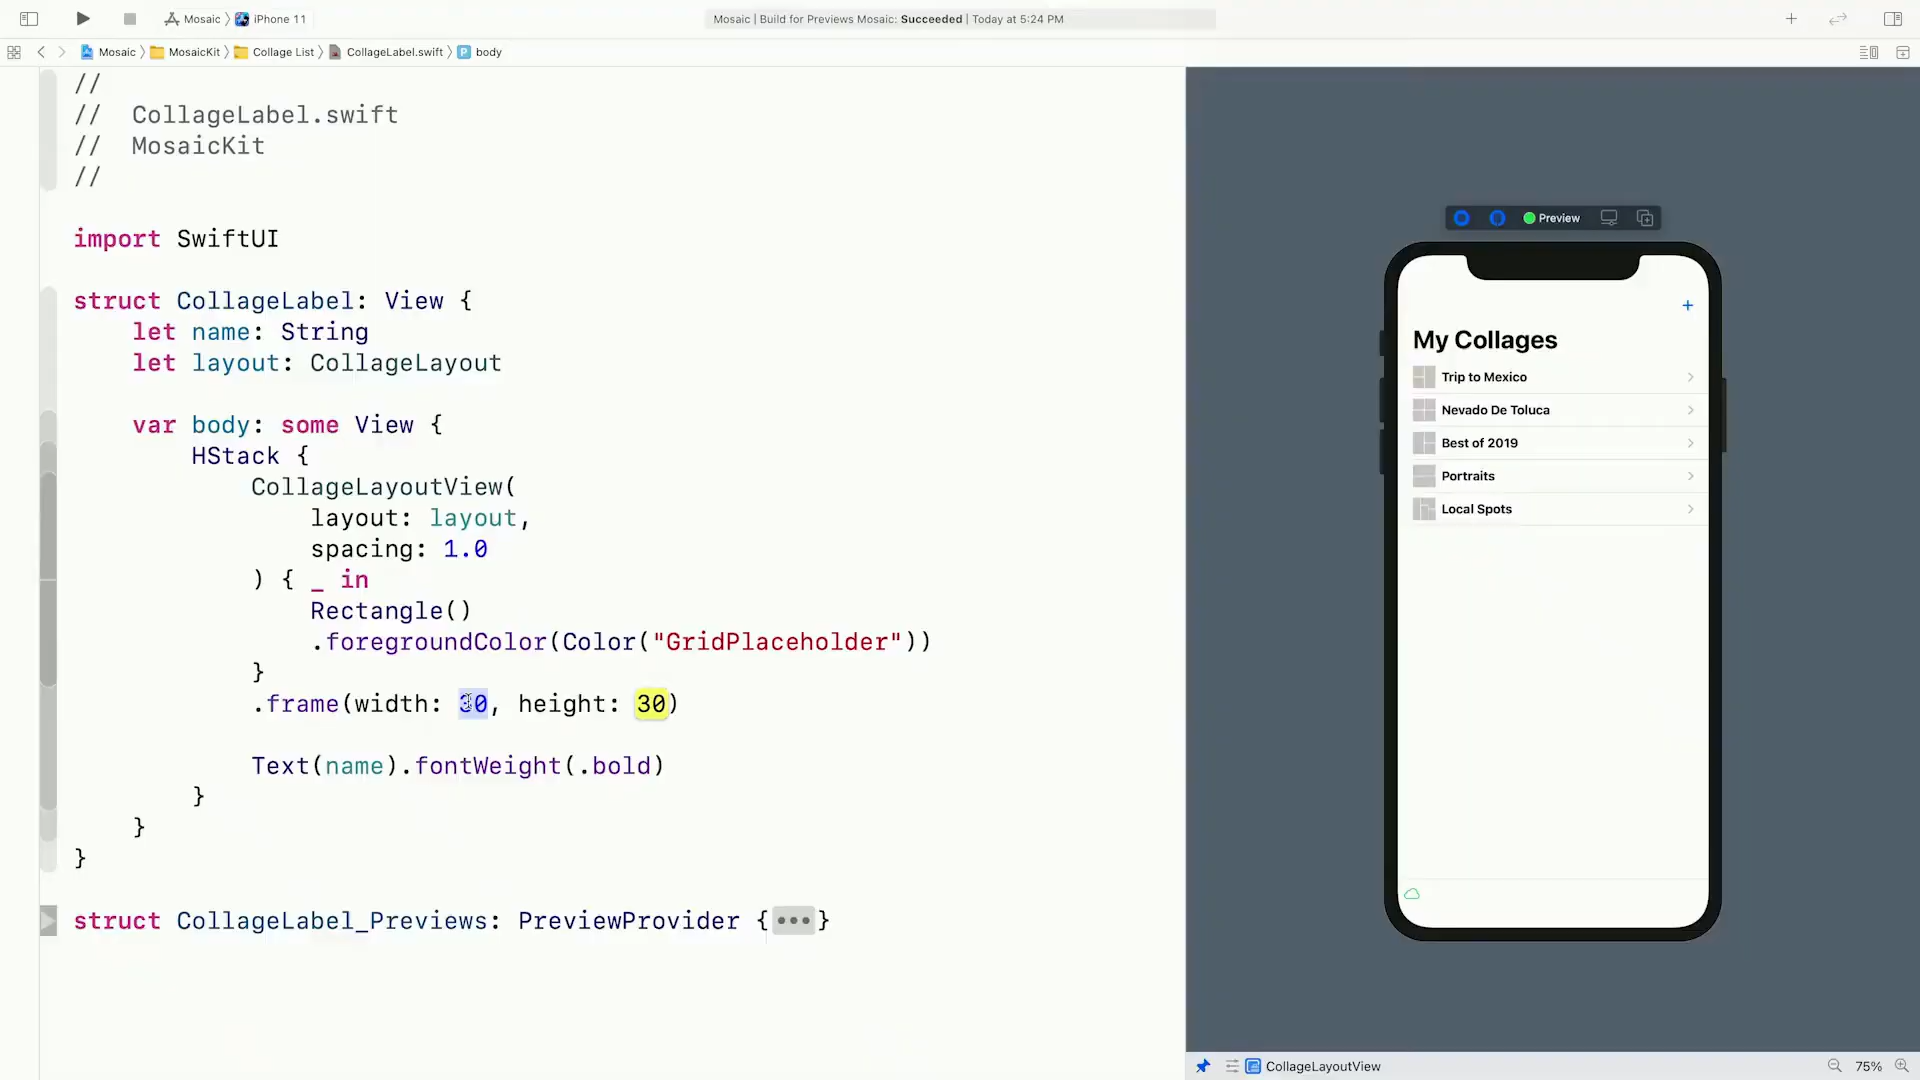 Mosaic 〉 iPhone 11
Mosaic | Build for Previews Mosaic: Succeeded | Today at 5:24 PM
Mosaic 〉 MosaicKit 〉 Collage List 〉 CollageLabel.swift 〉 P body
//
//  CollageLabel.swift
//  MosaicKit
//
import SwiftUI
struct CollageLabel: View {
    let name: String
    let layout: CollageLayout
    var body: some View {
        HStack {
            CollageLayoutView(
                layout: layout,
                spacing: 1.0
            ) { _ in
                Rectangle()
                .foregroundColor(Color("GridPlaceholder"))
            }
            .frame(width: 30, height: 30)
            Text(name).fontWeight(.bold)
        }
    }
}
struct CollageLabel_Previews: PreviewProvider {•••}
Preview
+
My Collages
Trip to Mexico
Nevado De Toluca
Best of 2019
Portraits
Local Spots
CollageLayoutView
75%